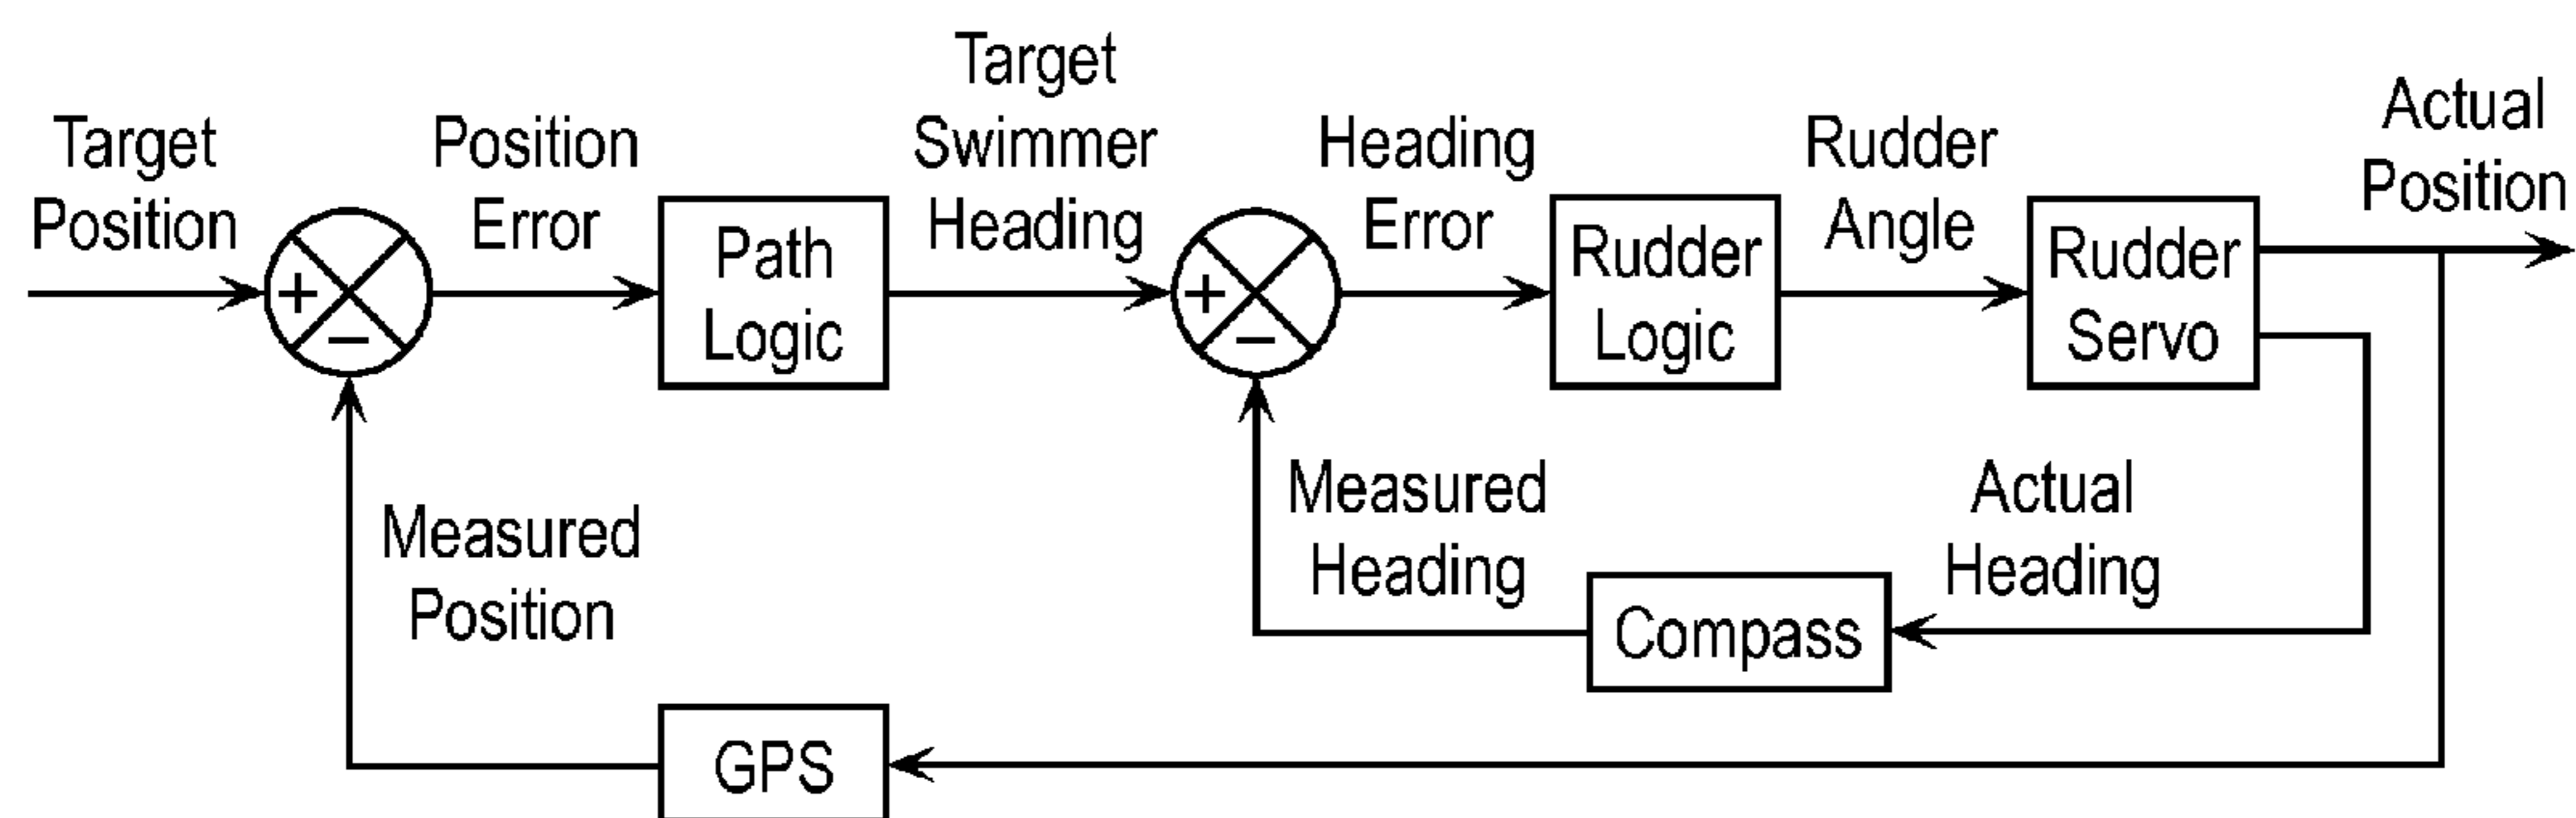 Target
Position
+
−
Position
Error
Path
Logic
Target
Swimmer
Heading
+
−
Heading
Error
Rudder
Logic
Rudder
Angle
Rudder
Servo
Actual
Position
Measured
Position
Measured
Heading
Compass
Actual
Heading
GPS